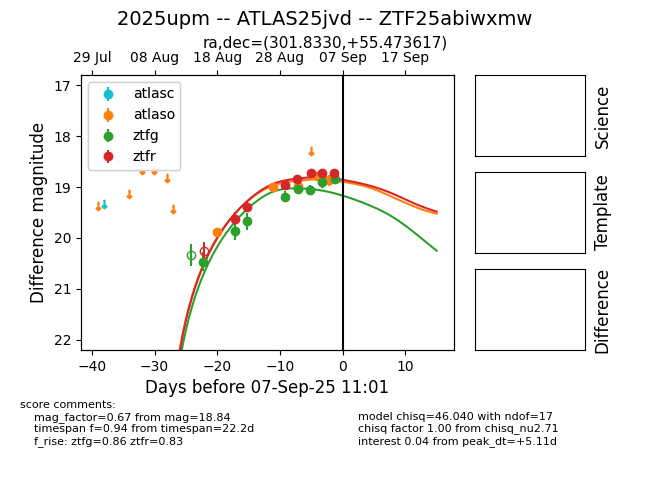 2025upm -- ATLAS25jvd -- ZTF25abiwxmw
ra,dec=(301.8330,+55.473617)
29 Jul 08 Aug 18 Aug 28 Aug 07 Sep 17 Sep
atlasc
atlaso
ztfg
ztfr
17
18
19
20
21
22
Difference magnitude
−40 −30 −20 −10 0 10
Days before 07-Sep-25 11:01
Science
Template
Difference
score comments:
mag_factor=0.67 from mag=18.84
timespan f=0.94 from timespan=22.2d
f_rise: ztfg=0.86 ztfr=0.83
model chisq=46.040 with ndof=17
chisq factor 1.00 from chisq_nu2.71
interest 0.04 from peak_dt=+5.11d